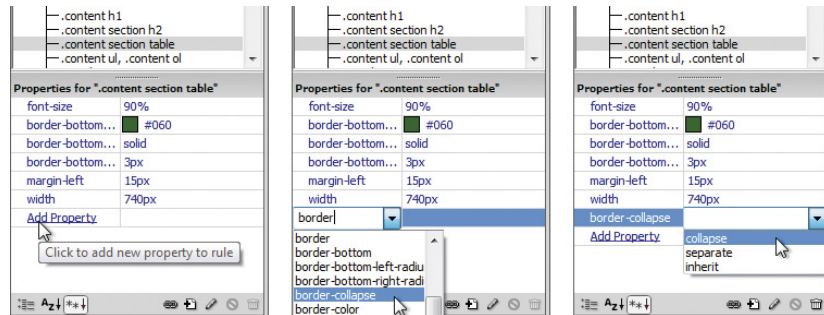 .content h1
.content section h2
.content section table
.content ul, .content ol
Properties for ".content section table"
font-size 90%
border-bottom... #060
border-bottom... solid
border-bottom... 3px
margin-left 15px
width 740px
Add Property
Click to add new property to rule
.content h1
.content section h2
.content section table
.content ul, .content ol
Properties for ".content section table"
font-size 90%
border-bottom... #060
border-bottom... solid
border-bottom... 3px
margin-left 15px
width 740px
border
border
border-bottom
border-bottom-left-radiu
border-bottom-right-radi
border-collapse
border-color
.content h1
.content section h2
.content section table
.content ul, .content ol
Properties for ".content section table"
font-size 90%
border-bottom... #060
border-bottom... solid
border-bottom... 3px
margin-left 15px
width 740px
border-collapse
Add Property
collapse
separate
inherit